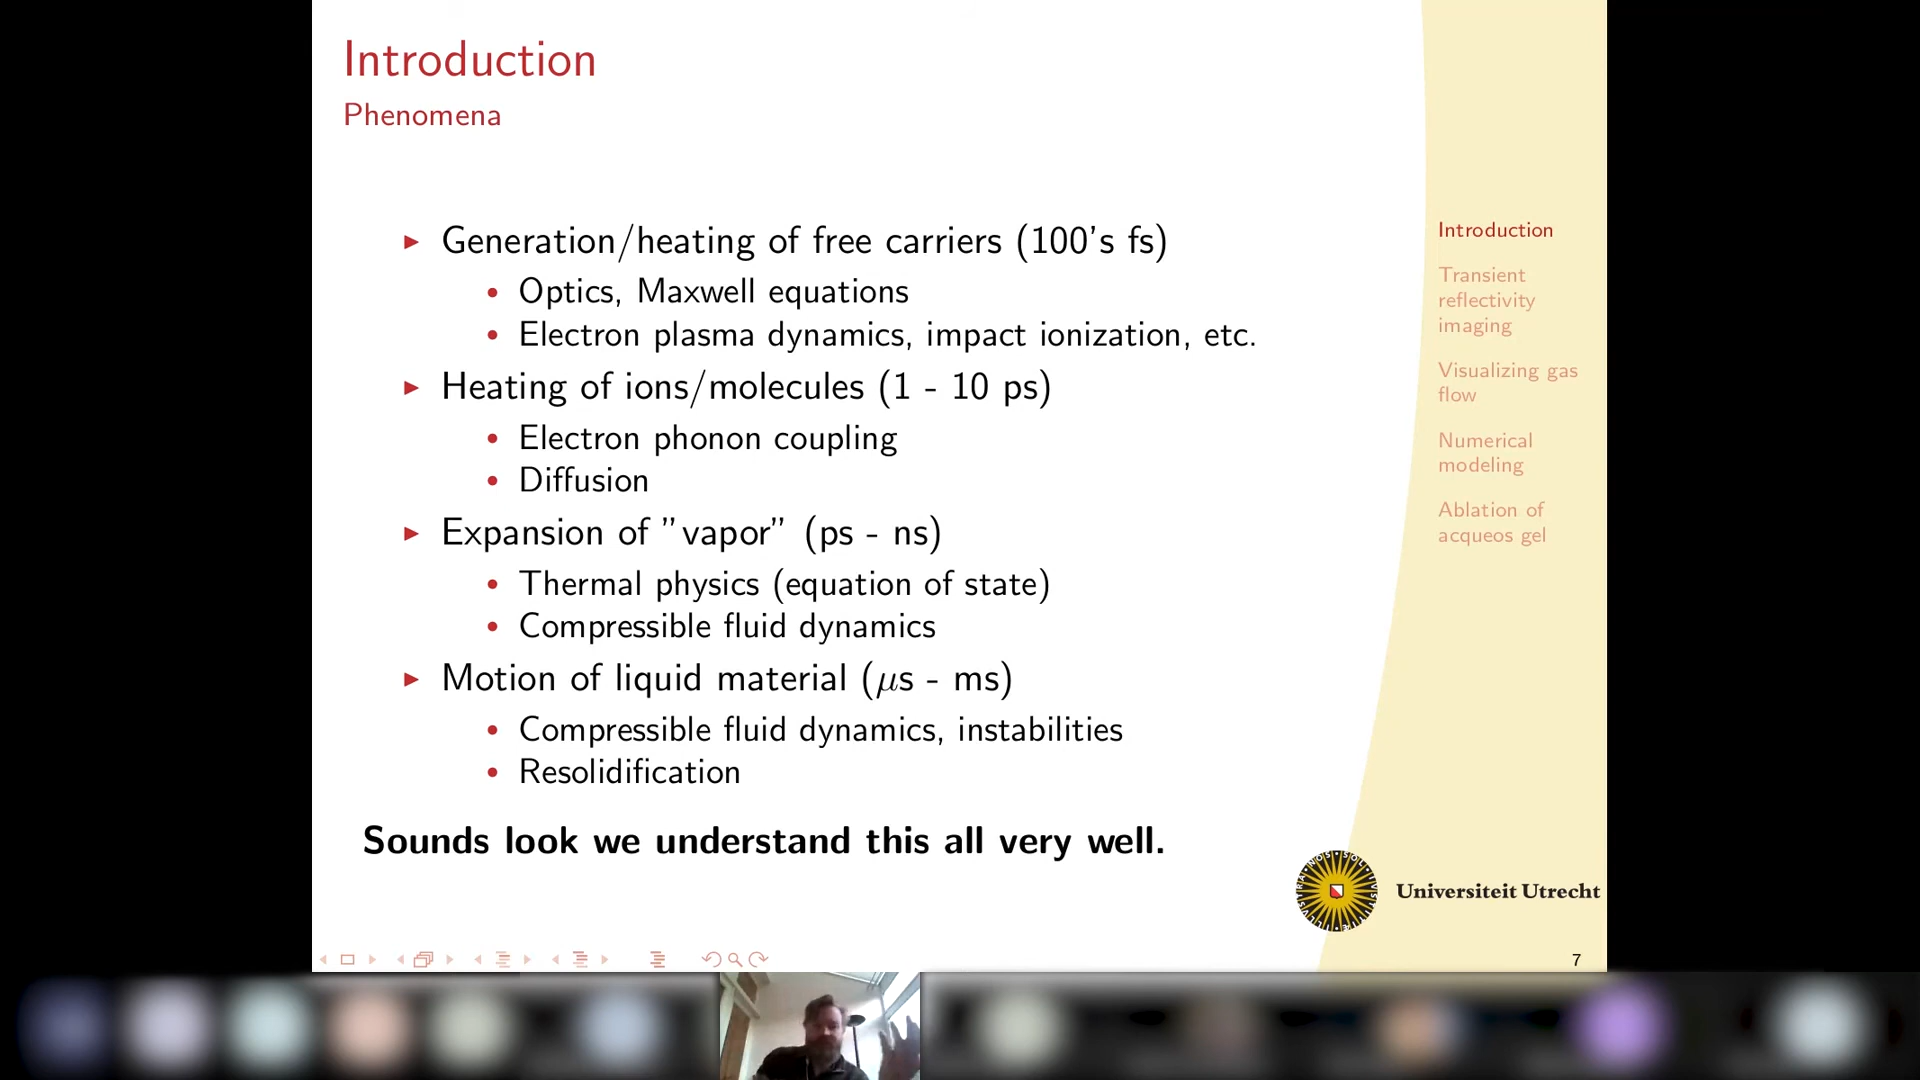 Introduction
Phenomena
Generation/heating of free carriers (100's fs)
Optics, Maxwell equations
Electron plasma dynamics, impact ionization, etc.
Heating of ions/molecules (1 - 10 ps)
Electron phonon coupling
Diffusion
Expansion of "vapor" (ps - ns)
Thermal physics (equation of state)
Compressible fluid dynamics
Motion of liquid material (μs - ms)
Compressible fluid dynamics, instabilities
Resolidification
Sounds look we understand this all very well.
Introduction
Transient
reflectivity
imaging
Visualizing gas
flow
Numerical
modeling
Ablation of
acqueos gel
Universiteit Utrecht
7